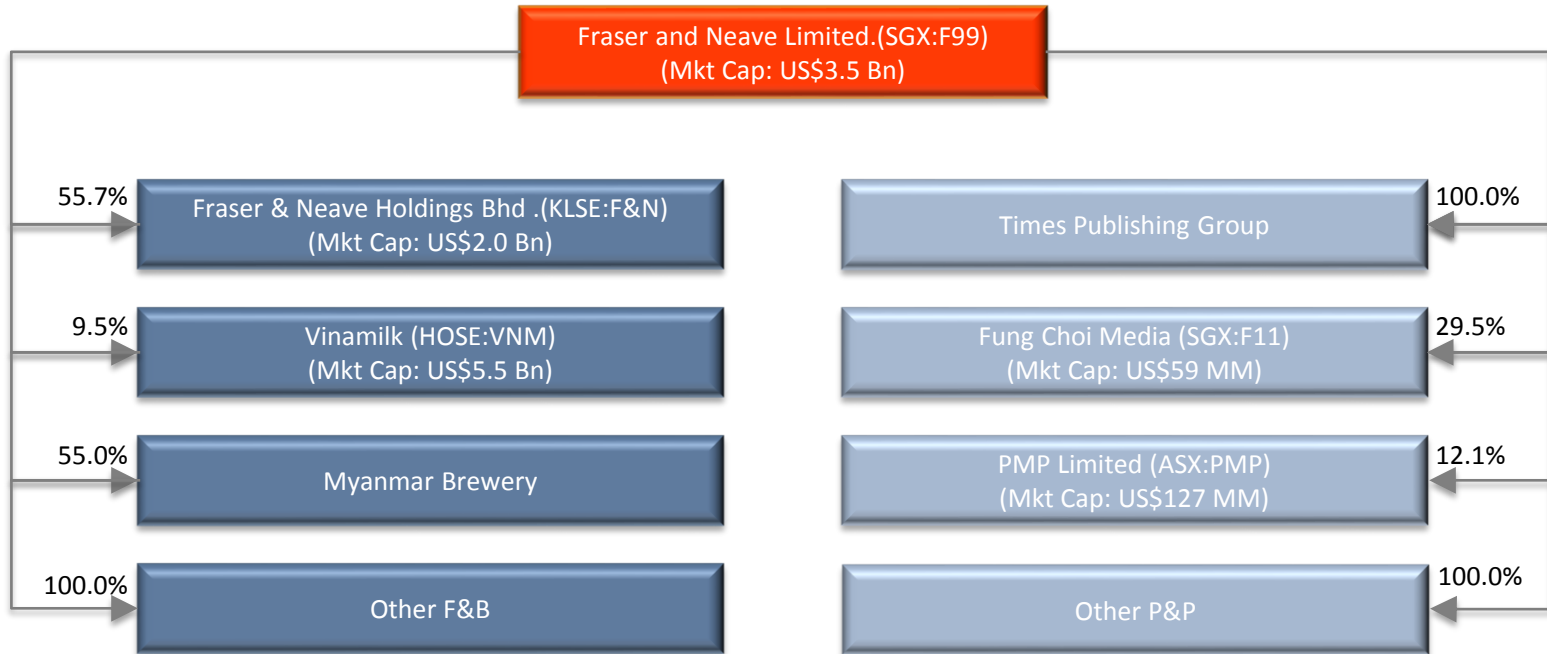 Fraser and Neave Limited.(SGX:F99)
(Mkt Cap: US$3.5 Bn)
55.7%
Fraser & Neave Holdings Bhd .(KLSE:F&N)
(Mkt Cap: US$2.0 Bn)
Times Publishing Group
100.0%
9.5%
Vinamilk (HOSE:VNM)
(Mkt Cap: US$5.5 Bn)
Fung Choi Media (SGX:F11)
(Mkt Cap: US$59 MM)
29.5%
55.0%
Myanmar Brewery
PMP Limited (ASX:PMP)
(Mkt Cap: US$127 MM)
12.1%
100.0%
Other F&B
Other P&P
100.0%